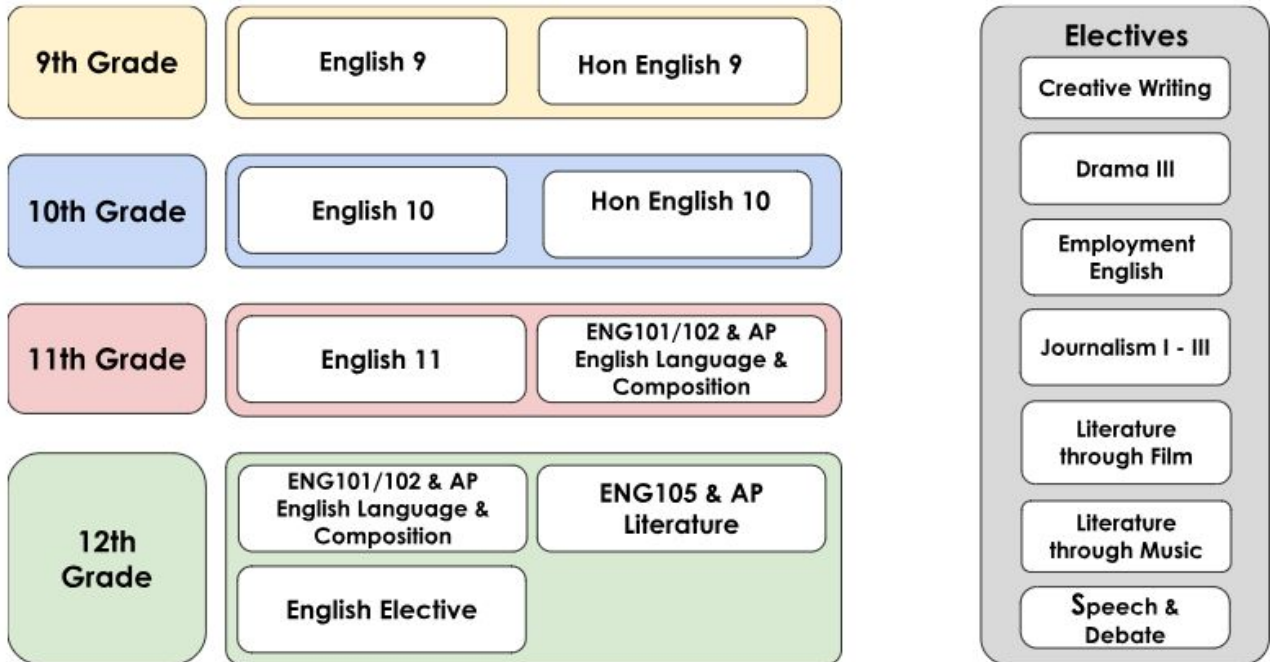 9th Grade
English 9
Hon English 9
10th Grade
English 10
Hon English 10
11th Grade
English 11
ENG101/102 & AP
English Language &
Composition
12th
Grade
ENG101/102 & AP
English Language &
Composition
ENG105 & AP
Literature
English Elective
Electives
Creative Writing
Drama III
Employment
English
Journalism I - III
Literature
through Film
Literature
through Music
Speech &
Debate